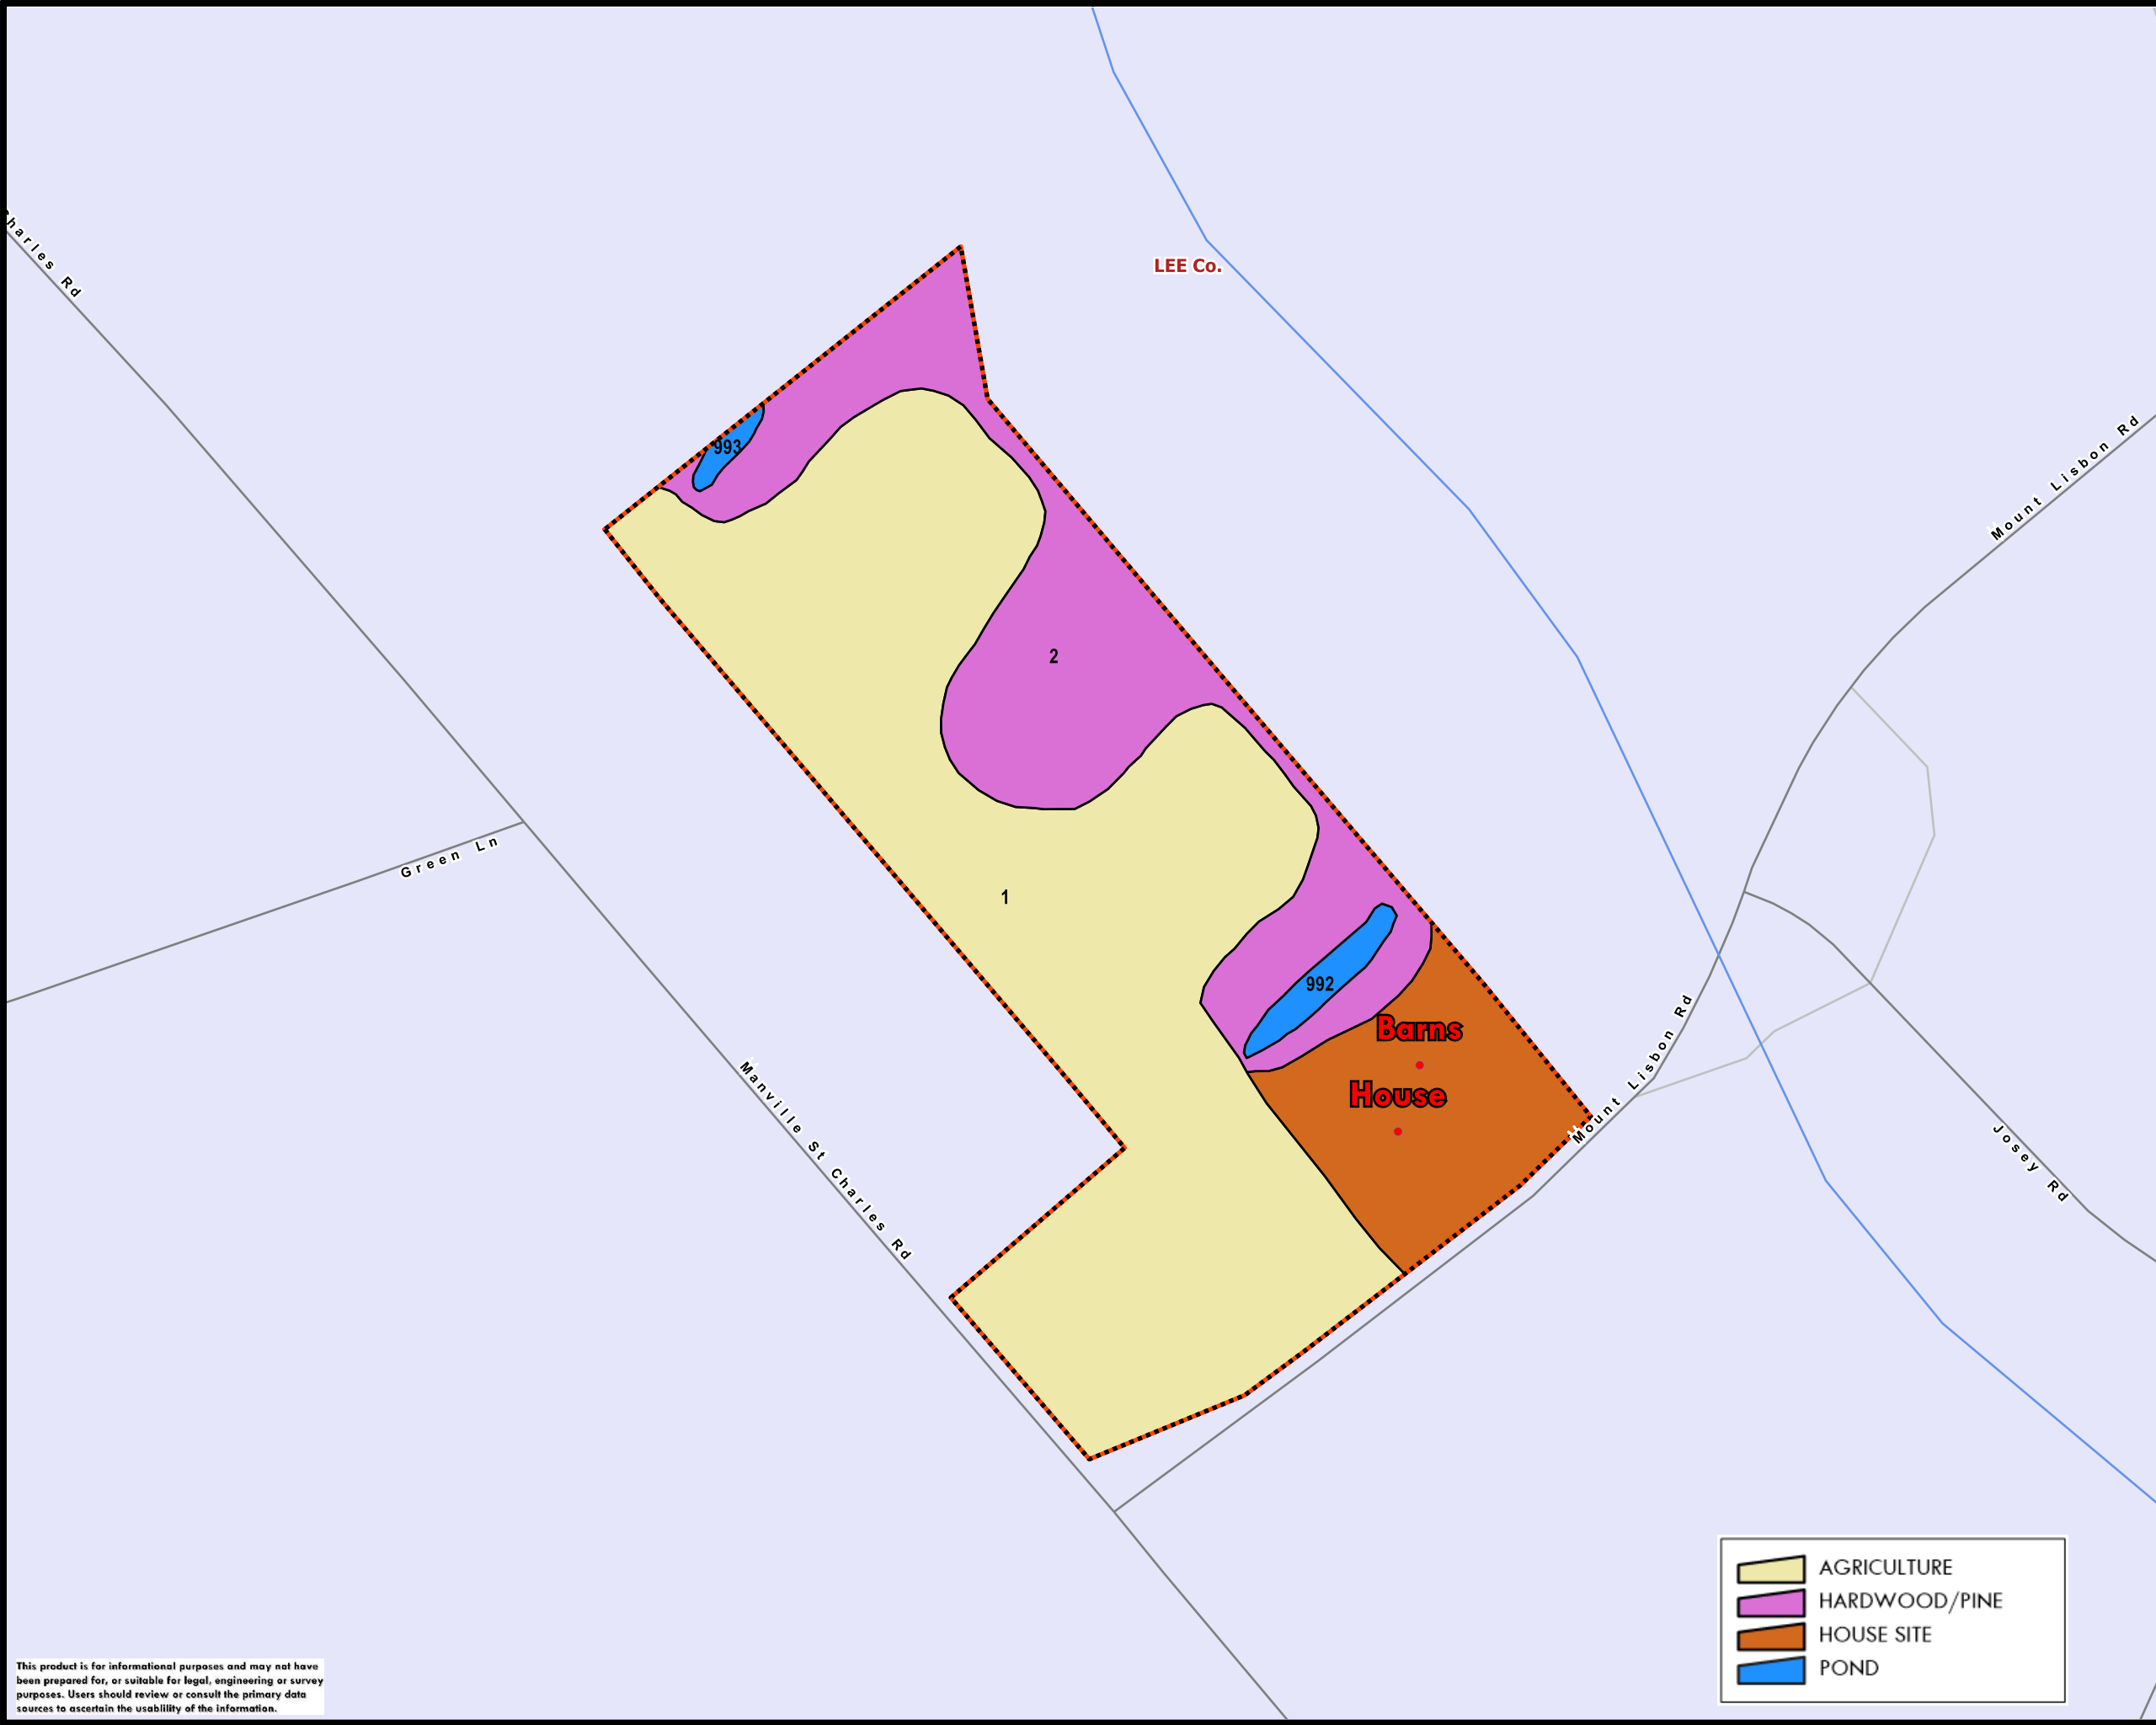 Charles Rd
LEE Co.
Mount Lisbon Rd
993
2
Green Ln
1
992
Barns
House
Mount Lisbon Rd
Manville St Charles Rd
Josey Rd
AGRICULTURE
HARDWOOD/PINE
HOUSE SITE
POND
This product is for informational purposes and may not have
been prepared for, or suitable for legal, engineering or survey
purposes. Users should review or consult the primary data
sources to ascertain the usablility of the information.